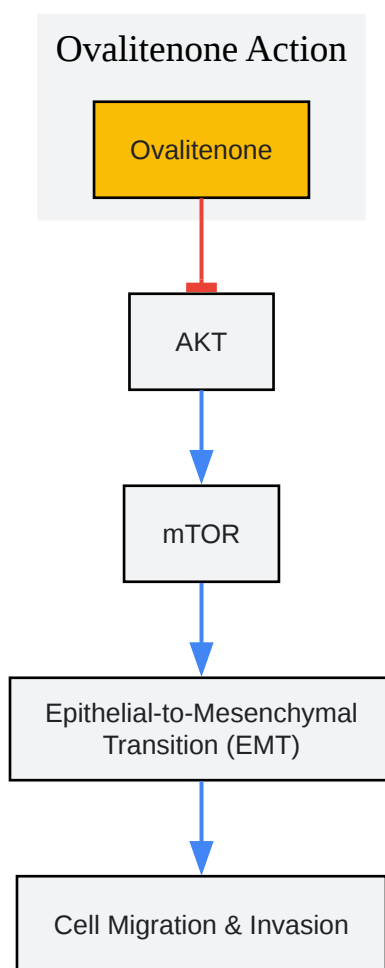 Ovalitenone Action
Ovalitenone
AKT
mTOR
Epithelial-to-Mesenchymal
Transition (EMT)
Cell Migration & Invasion